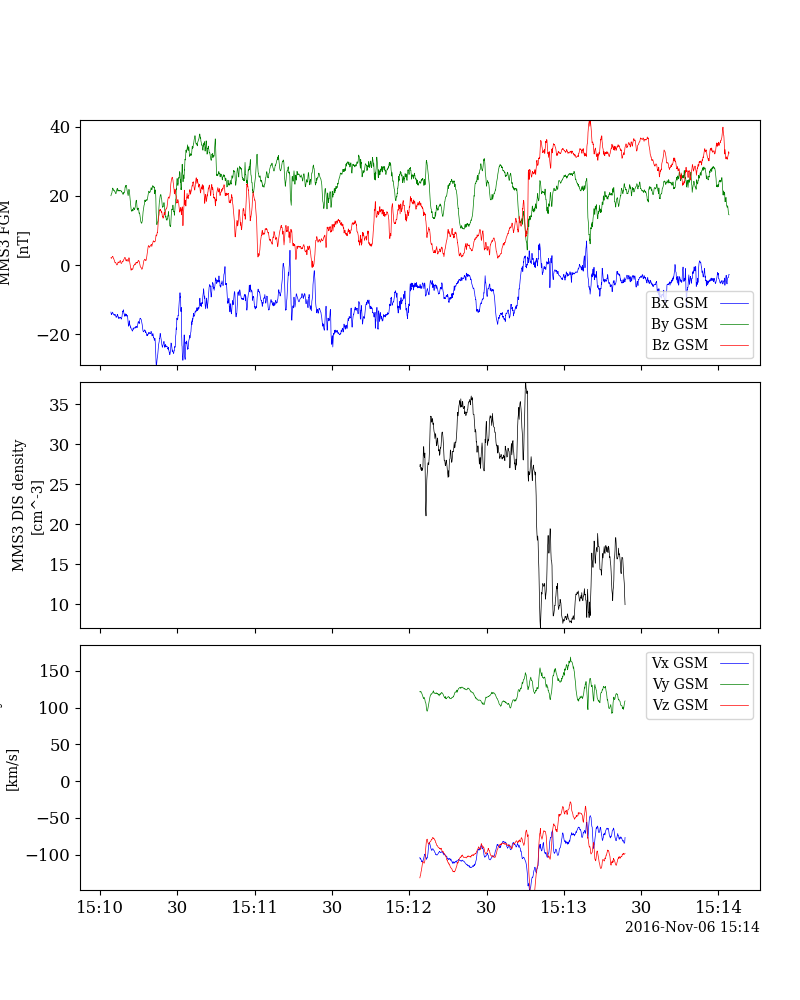 40
20
0
−20
MMS3 FGM
[nT]
Bx GSM
By GSM
Bz GSM
35
30
25
20
15
10
MMS3 DIS density
[cm^-3]
150
100
50
0
−50
−100
[km/s]
Vx GSM
Vy GSM
Vz GSM
15:10 30 15:11 30 15:12 30 15:13 30 15:14
2016-Nov-06 15:14